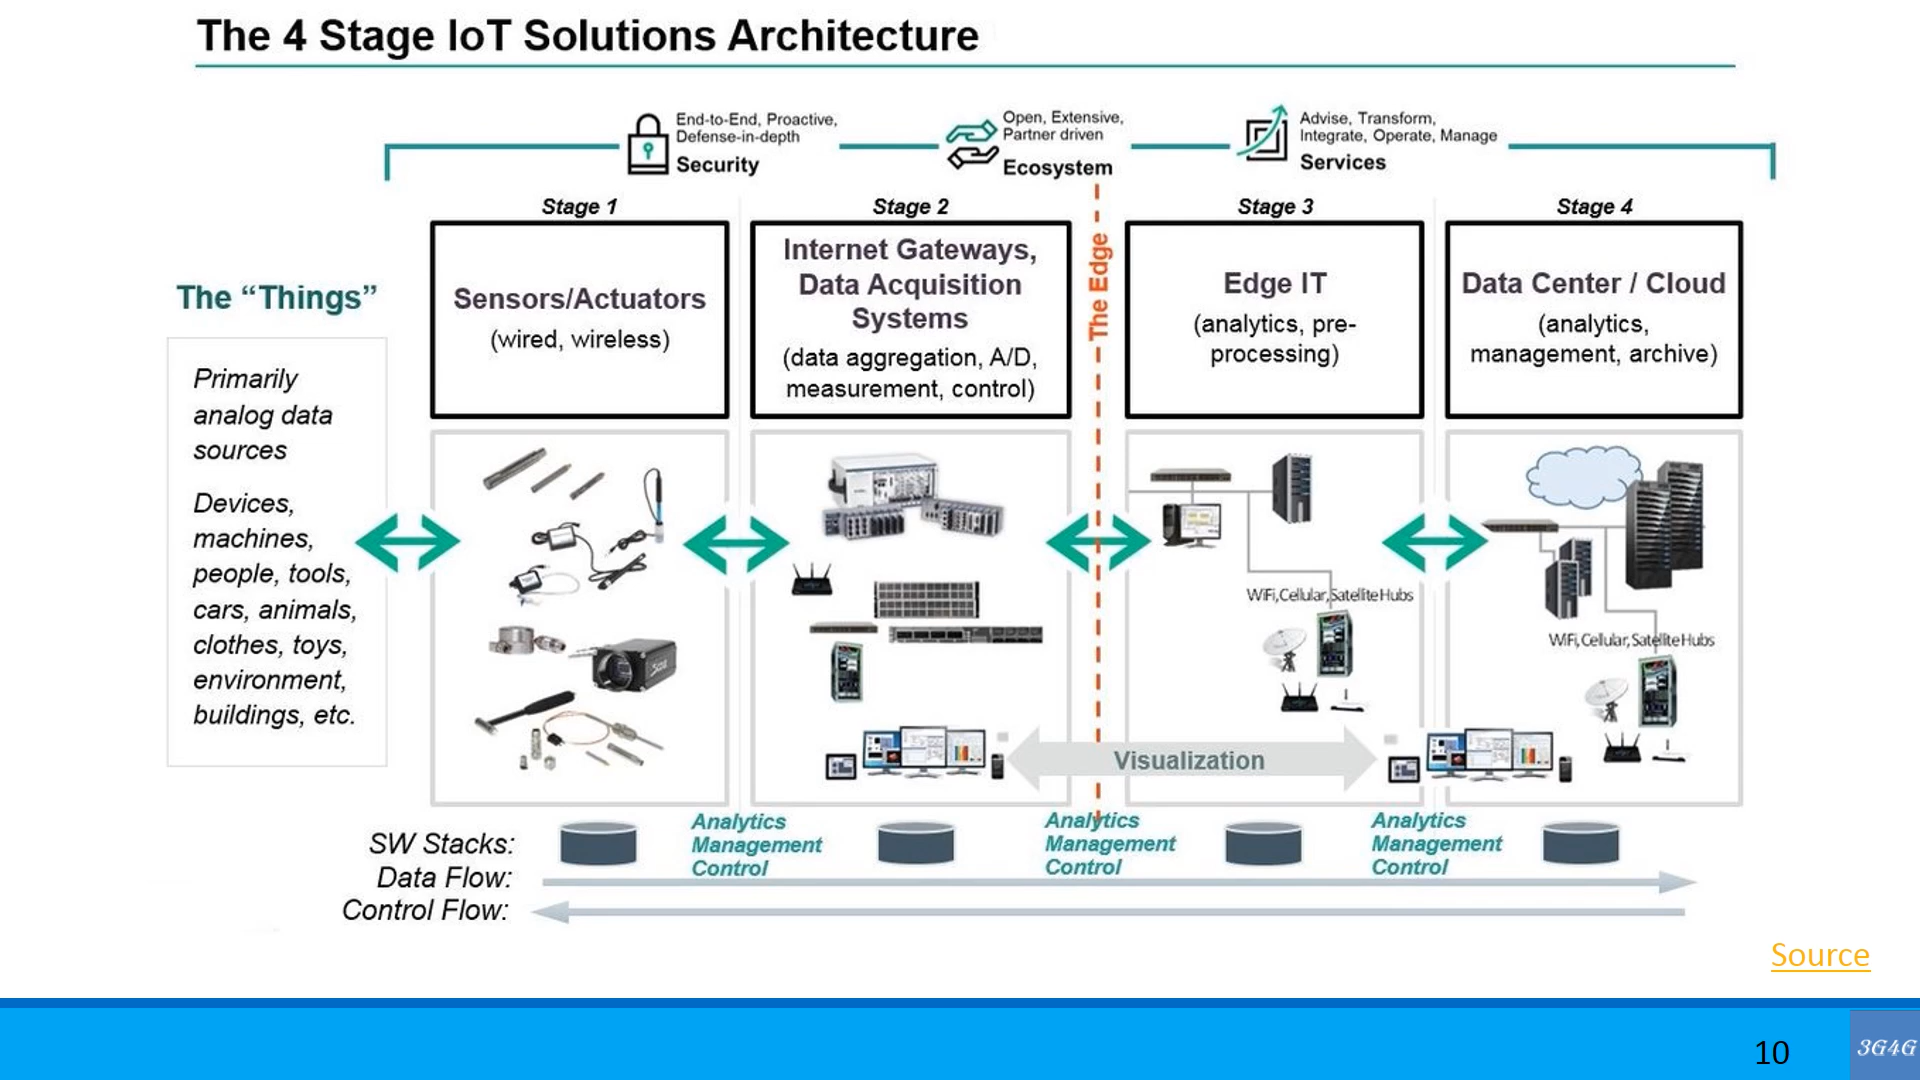 The 4 Stage IoT Solutions Architecture
End-to-End, Proactive,
Defense-in-depth
Security
Open, Extensive,
Partner driven
Ecosystem
Advise, Transform,
Integrate, Operate, Manage
Services
The “Things”
Primarily
analog data
sources
Devices,
machines,
people, tools,
cars, animals,
clothes, toys,
environment,
buildings, etc.
Stage 1
Sensors/Actuators
(wired, wireless)
Stage 2
Internet Gateways,
Data Acquisition
Systems
(data aggregation, A/D,
measurement, control)
The Edge
Stage 3
Edge IT
(analytics, pre-
processing)
Stage 4
Data Center / Cloud
(analytics,
management, archive)
WiFi, Cellular, Satellite Hubs
WiFi, Cellular, Satellite Hubs
Visualization
SW Stacks:
Analytics
Management
Control
Analytics
Management
Control
Analytics
Management
Control
Data Flow:
Control Flow:
Source
10
3G4G